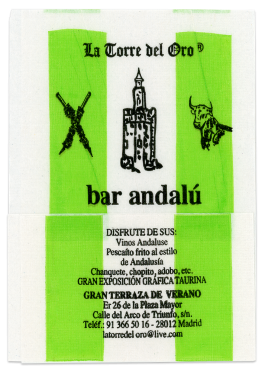 La Torre del Oro ®
bar andalú
DISFRUTE DE SUS:
Vinos Andaluse
Pescaíto frito al estilo
de Andalusía
Chanquete, chopito, adobo, etc.
GRAN EXPOSICIÓN GRÁFICA TAURINA
GRAN TERRAZA DE VERANO
Er 26 de la Plaza Mayor
Calle del Arco de Triunfo, s/n.
Teléf.: 91 366 50 16 - 28012 Madrid
latorredel oro@live.com